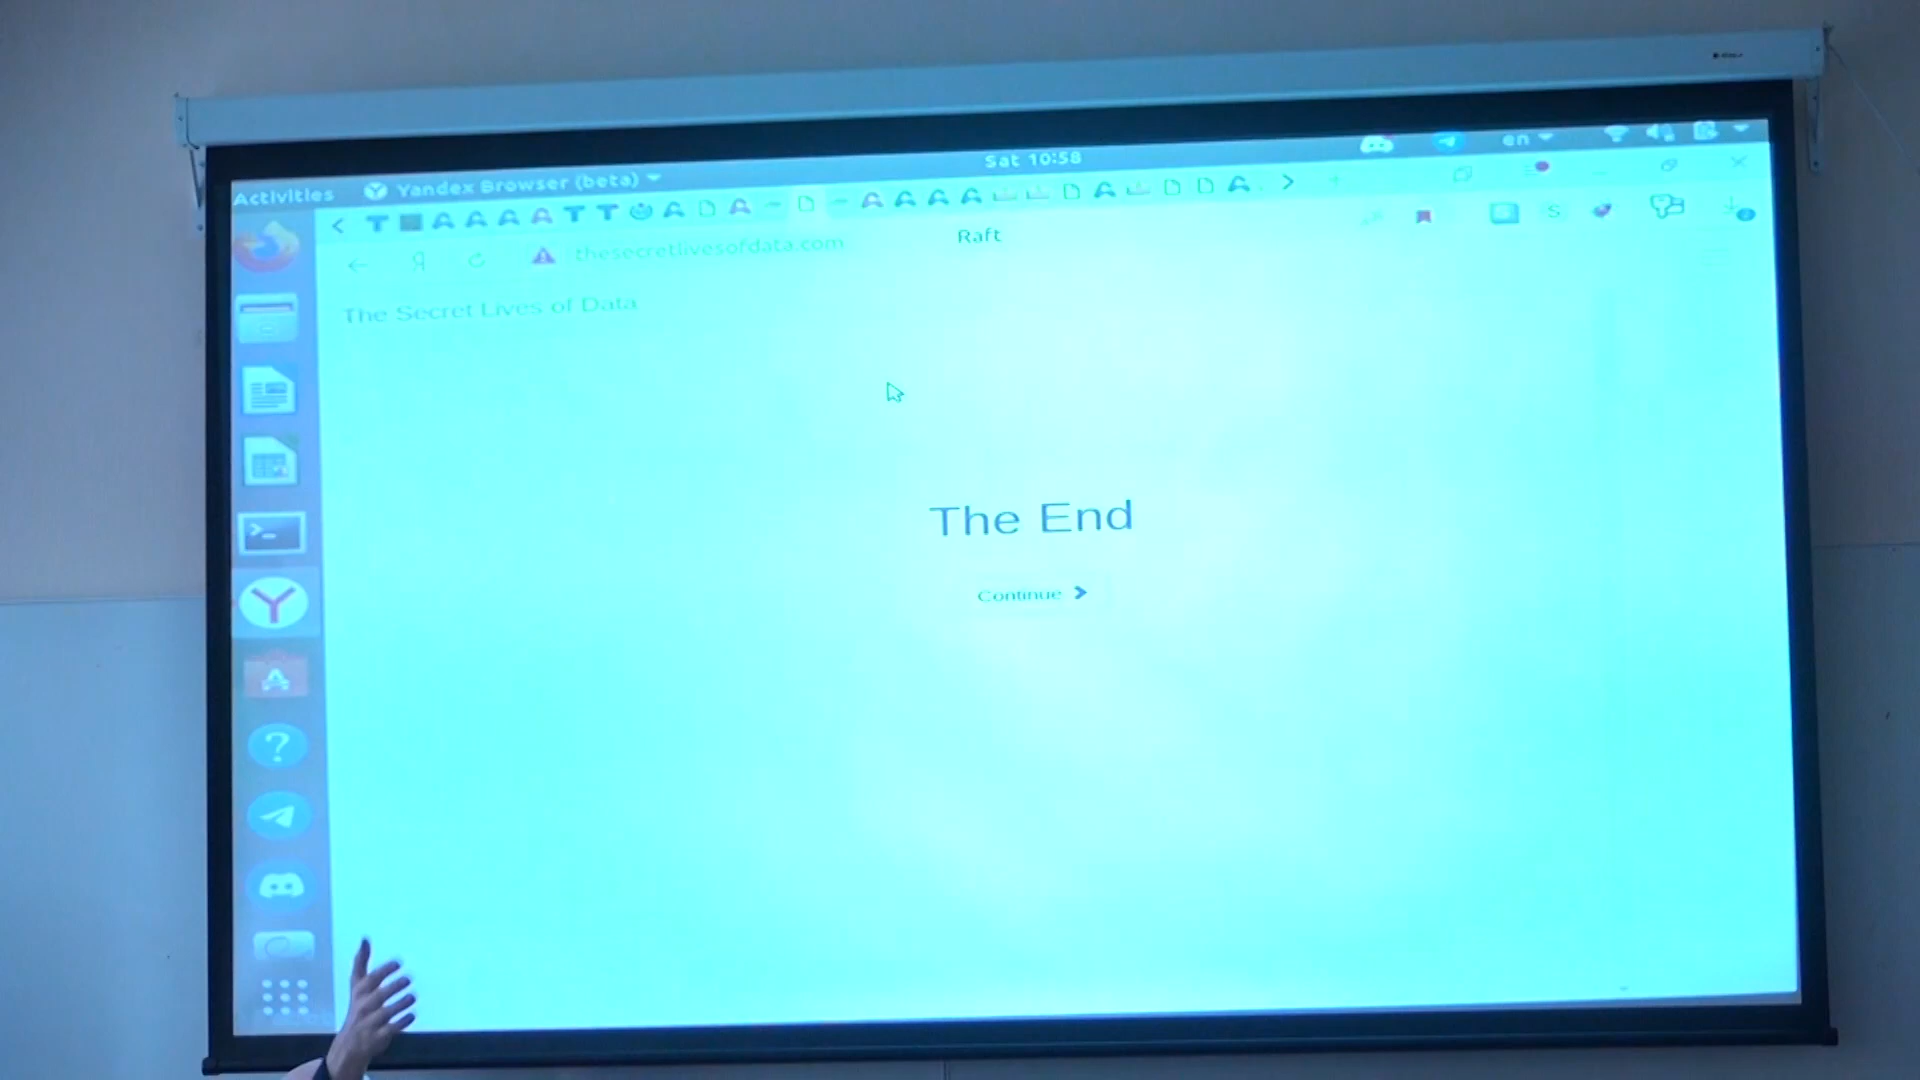 Sat 10:58
en
Activities
Yandex Browser (beta)
Я
thesecretlivesofdata.com
Raft
S
The Secret Lives of Data
The End
Continue